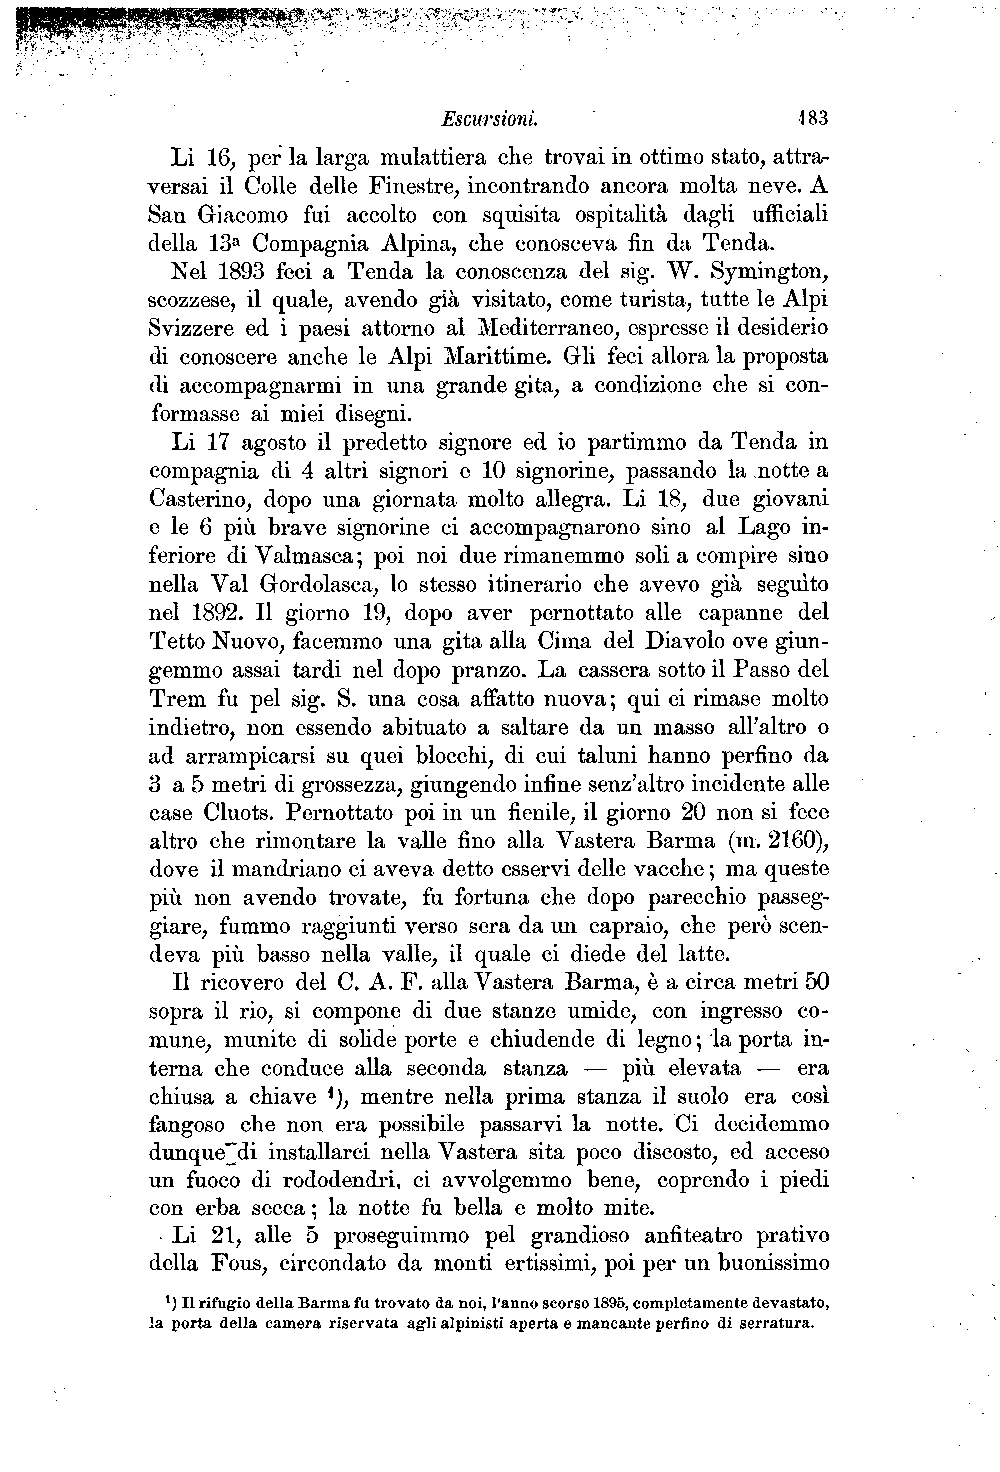 Escursioni. 183
Li 16, per la larga mulattiera che trovai in ottimo stato, attra-
versai il Colle delle Finestre, incontrando ancora molta neve. A
San Giacomo fui accolto con squisita ospitalità dagli ufficiali
della 13ª Compagnia Alpina, che conosceva fin da Tenda.
Nel 1893 feci a Tenda la conoscenza del sig. W. Symington,
scozzese, il quale, avendo già visitato, come turista, tutte le Alpi
Svizzere ed i paesi attorno al Mediterraneo, espresse il desiderio
di conoscere anche le Alpi Marittime. Gli feci allora la proposta
di accompagnarmi in una grande gita, a condizione che si con-
formasse ai miei disegni.
Li 17 agosto il predetto signore ed io partimmo da Tenda in
compagnia di 4 altri signori e 10 signorine, passando la notte a
Casterino, dopo una giornata molto allegra. Li 18, due giovani
e le 6 più brave signorine ci accompagnarono sino al Lago in-
feriore di Valmasca; poi noi due rimanemmo soli a compire sino
nella Val Gordolasca, lo stesso itinerario che avevo già seguito
nel 1892. Il giorno 19, dopo aver pernottato alle capanne del
Tetto Nuovo, facemmo una gita alla Cima del Diavolo ove giun-
gemmo assai tardi nel dopo pranzo. La cassera sotto il Passo del
Trem fu pel sig. S. una cosa affatto nuova; qui ci rimase molto
indietro, non essendo abituato a saltare da un masso all'altro o
ad arrampicarsi su quei blocchi, di cui taluni hanno perfino da
3 a 5 metri di grossezza, giungendo infine senz'altro incidente alle
case Cluots. Pernottato poi in un fienile, il giorno 20 non si fece
altro che rimontare la valle fino alla Vastera Barma (m. 2160),
dove il mandriano ci aveva detto esservi delle vacche; ma queste
più non avendo trovate, fu fortuna che dopo parecchio passeg-
giare, fummo raggiunti verso sera da un capraio, che però scen-
deva più basso nella valle, il quale ci diede del latte.
Il ricovero del C. A. F. alla Vastera Barma, è a circa metri 50
sopra il rio, si compone di due stanze umide, con ingresso co-
mune, munite di solide porte e chiudende di legno; la porta in-
terna che conduce alla seconda stanza — più elevata — era
chiusa a chiave ¹), mentre nella prima stanza il suolo era così
fangoso che non era possibile passarvi la notte. Ci decidemmo
dunque di installarci nella Vastera sita poco discosto, ed acceso
un fuoco di rododendri, ci avvolgemmo bene, coprendo i piedi
con erba secca; la notte fu bella e molto mite.
Li 21, alle 5 proseguimmo pel grandioso anfiteatro prativo
della Fous, circondato da monti ertissimi, poi per un buonissimo
¹) Il rifugio della Barma fu trovato da noi, l'anno scorso 1895, completamente devastato,
la porta della camera riservata agli alpinisti aperta e mancante perfino di serratura.